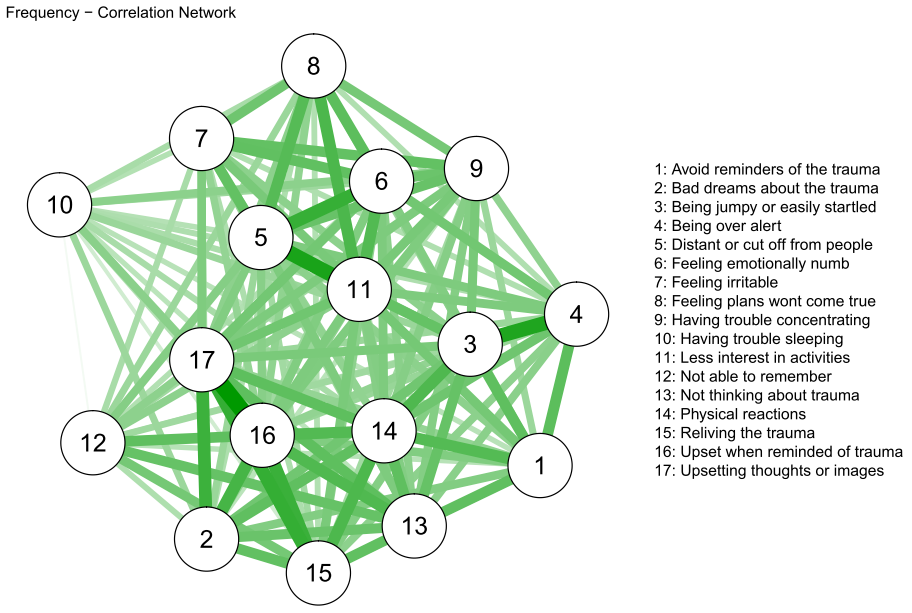 Frequency − Correlation Network
8
7
6
9
10
5
11
4
3
17
14
16
12
1
13
2
15
1: Avoid reminders of the trauma
2: Bad dreams about the trauma
3: Being jumpy or easily startled
4: Being over alert
5: Distant or cut off from people
6: Feeling emotionally numb
7: Feeling irritable
8: Feeling plans wont come true
9: Having trouble concentrating
10: Having trouble sleeping
11: Less interest in activities
12: Not able to remember
13: Not thinking about trauma
14: Physical reactions
15: Reliving the trauma
16: Upset when reminded of trauma
17: Upsetting thoughts or images